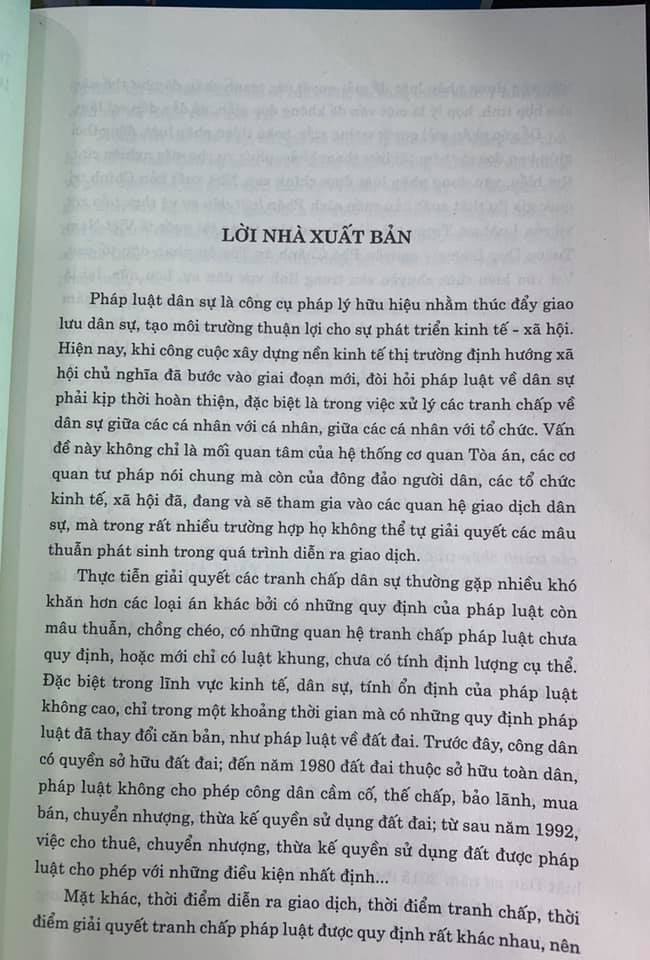 LỜI NHÀ XUẤT BẢN
Pháp luật dân sự là công cụ pháp lý hữu hiệu nhằm thúc đẩy giao
lưu dân sự, tạo môi trường thuận lợi cho sự phát triển kinh tế - xã hội.
Hiện nay, khi công cuộc xây dựng nền kinh tế thị trường định hướng xã
hội chủ nghĩa đã bước vào giai đoạn mới, đòi hỏi pháp luật về dân sự
phải kịp thời hoàn thiện, đặc biệt là trong việc xử lý các tranh chấp về
dân sự giữa các cá nhân với cá nhân, giữa các cá nhân với tổ chức. Vấn
đề này không chỉ là mối quan tâm của hệ thống cơ quan Tòa án, các cơ
quan tư pháp nói chung mà còn của đông đảo người dân, các tổ chức
kinh tế, xã hội đã, đang và sẽ tham gia vào các quan hệ giao dịch dân
sự, mà trong rất nhiều trường hợp họ không thể tự giải quyết các mâu
thuẫn phát sinh trong quá trình diễn ra giao dịch.
Thực tiễn giải quyết các tranh chấp dân sự thường gặp nhiều khó
khăn hơn các loại án khác bởi có những quy định của pháp luật còn
mâu thuẫn, chồng chéo, có những quan hệ tranh chấp pháp luật chưa
quy định, hoặc mới chỉ có luật khung, chưa có tính định lượng cụ thể.
Đặc biệt trong lĩnh vực kinh tế, dân sự, tính ổn định của pháp luật
không cao, chỉ trong một khoảng thời gian mà có những quy định pháp
luật đã thay đổi căn bản, như pháp luật về đất đai. Trước đây, công dân
có quyền sở hữu đất đai; đến năm 1980 đất đai thuộc sở hữu toàn dân,
pháp luật không cho phép công dân cầm cố, thế chấp, bảo lãnh, mua
bán, chuyển nhượng, thừa kế quyền sử dụng đất đai; từ sau năm 1992,
việc cho thuê, chuyển nhượng, thừa kế quyền sử dụng đất được pháp
luật cho phép với những điều kiện nhất định...
Mặt khác, thời điểm diễn ra giao dịch, thời điểm tranh chấp, thời
điểm giải quyết tranh chấp pháp luật được quy định rất khác nhau, nên